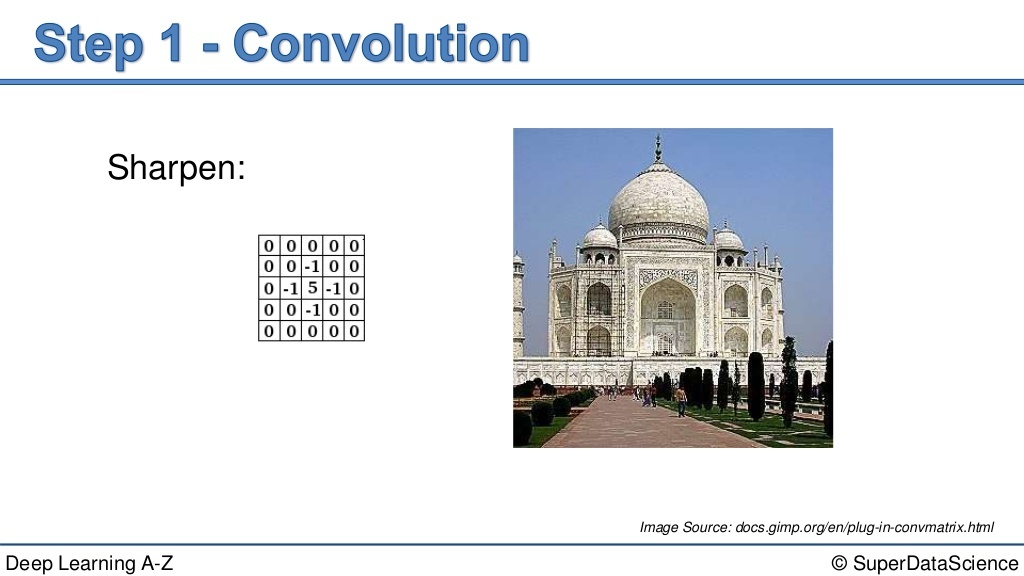 Step 1 - Convolution
Sharpen:
0 0 0 0 0
0 0 -1 0 0
0 -1 5 -1 0
0 0 -1 0 0
0 0 0 0 0
Image Source: docs.gimp.org/en/plug-in-convmatrix.html
Deep Learning A-Z
© SuperDataScience